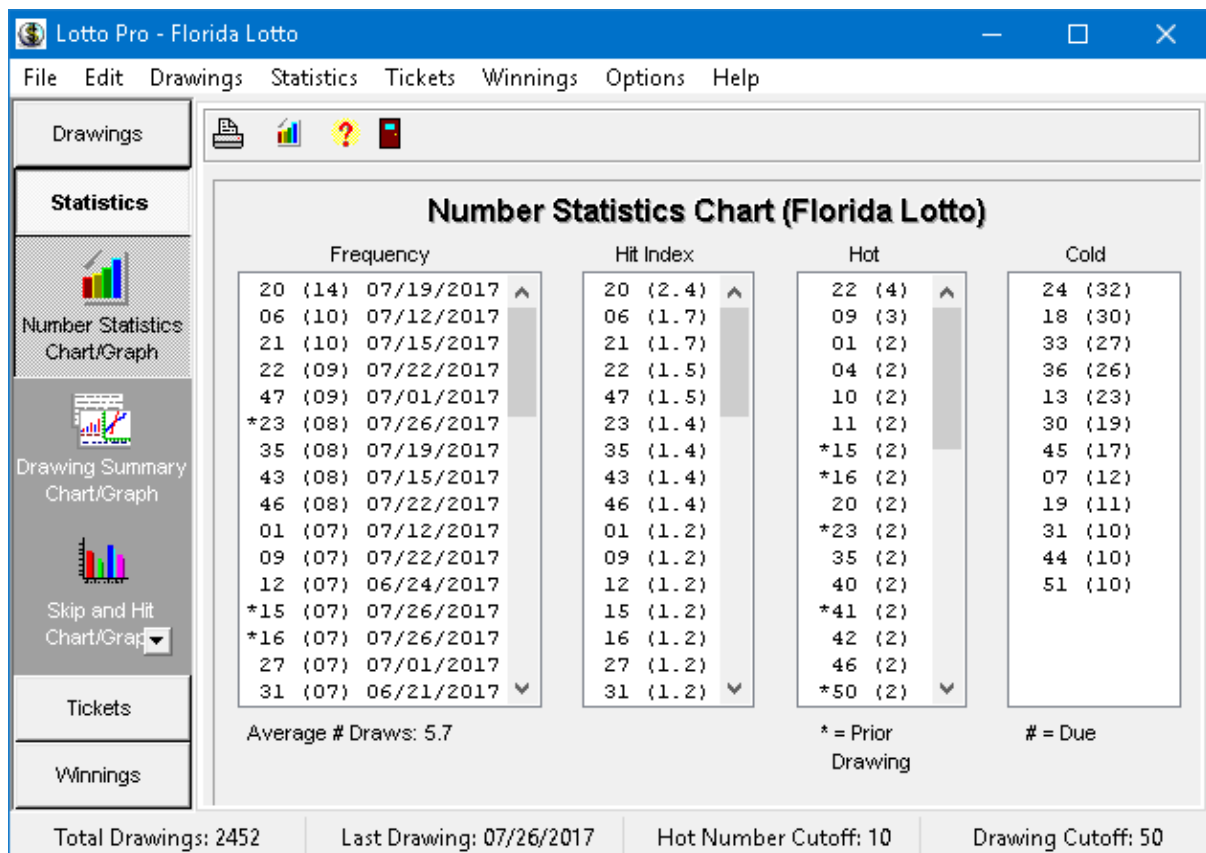 Lotto Pro - Florida Lotto
File Edit Drawings Statistics Tickets Winnings Options Help
Drawings
Statistics
Number Statistics
Chart/Graph
Drawing Summary
Chart/Graph
Skip and Hit
Chart/Grap
Tickets
Winnings
Number Statistics Chart (Florida Lotto)
Frequency
20 (14) 07/19/2017
06 (10) 07/12/2017
21 (10) 07/15/2017
22 (09) 07/22/2017
47 (09) 07/01/2017
*23 (08) 07/26/2017
35 (08) 07/19/2017
43 (08) 07/15/2017
46 (08) 07/22/2017
01 (07) 07/12/2017
09 (07) 07/22/2017
12 (07) 06/24/2017
*15 (07) 07/26/2017
*16 (07) 07/26/2017
27 (07) 07/01/2017
31 (07) 06/21/2017
Average # Draws: 5.7
Hit Index
20 (2.4)
06 (1.7)
21 (1.7)
22 (1.5)
47 (1.5)
23 (1.4)
35 (1.4)
43 (1.4)
46 (1.4)
01 (1.2)
09 (1.2)
12 (1.2)
15 (1.2)
16 (1.2)
27 (1.2)
31 (1.2)
Hot
22 (4)
09 (3)
01 (2)
04 (2)
10 (2)
11 (2)
*15 (2)
*16 (2)
20 (2)
*23 (2)
35 (2)
40 (2)
*41 (2)
42 (2)
46 (2)
*50 (2)
* = Prior
Drawing
Cold
24 (32)
18 (30)
33 (27)
36 (26)
13 (23)
30 (19)
45 (17)
07 (12)
19 (11)
31 (10)
44 (10)
51 (10)
# = Due
Total Drawings: 2452
Last Drawing: 07/26/2017
Hot Number Cutoff: 10
Drawing Cutoff: 50